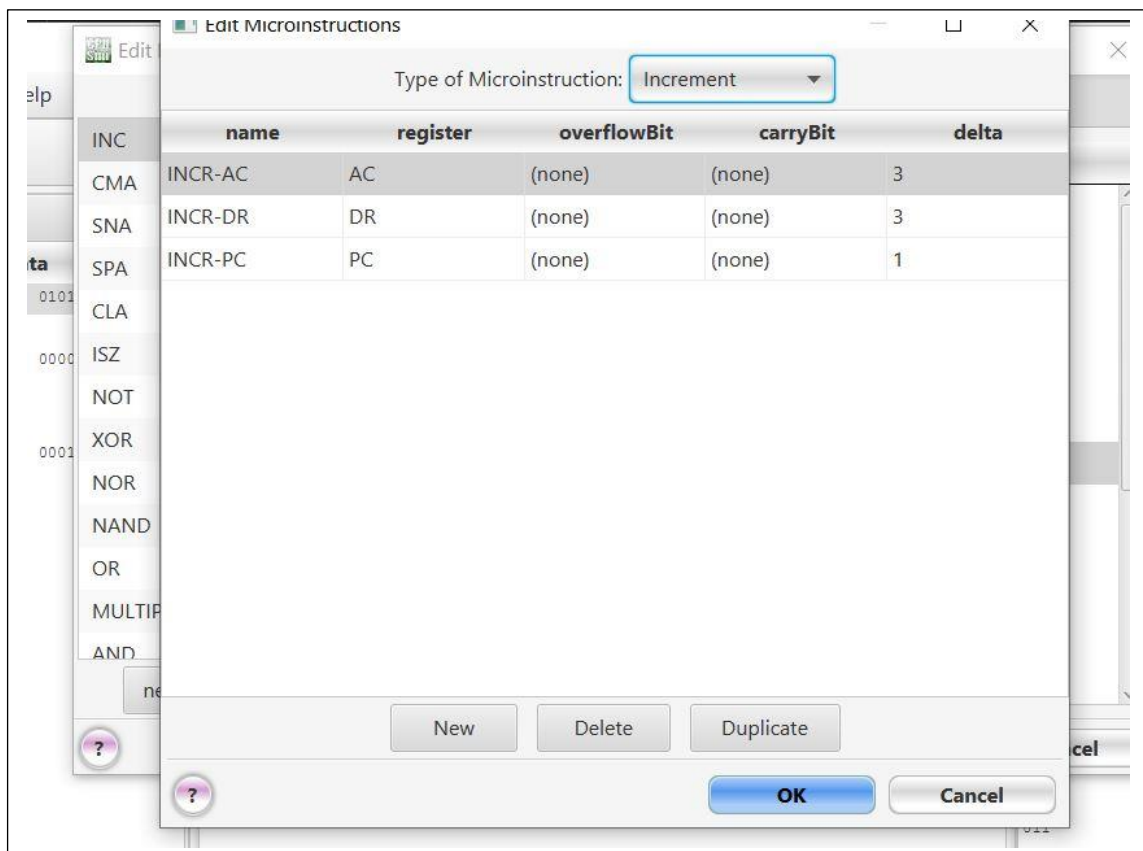 Edit Microinstructions
Edit
Type of Microinstruction: Increment
elp
name register overflowBit carryBit delta
INCR-AC AC (none) (none) 3
INCR-DR DR (none) (none) 3
INCR-PC PC (none) (none) 1
INC
CMA
SNA
SPA
CLA
ISZ
NOT
XOR
NOR
NAND
OR
MULTIP
AND
ne
ta
0101
0000
0001
New Delete Duplicate
?
cel
?
OK Cancel
011